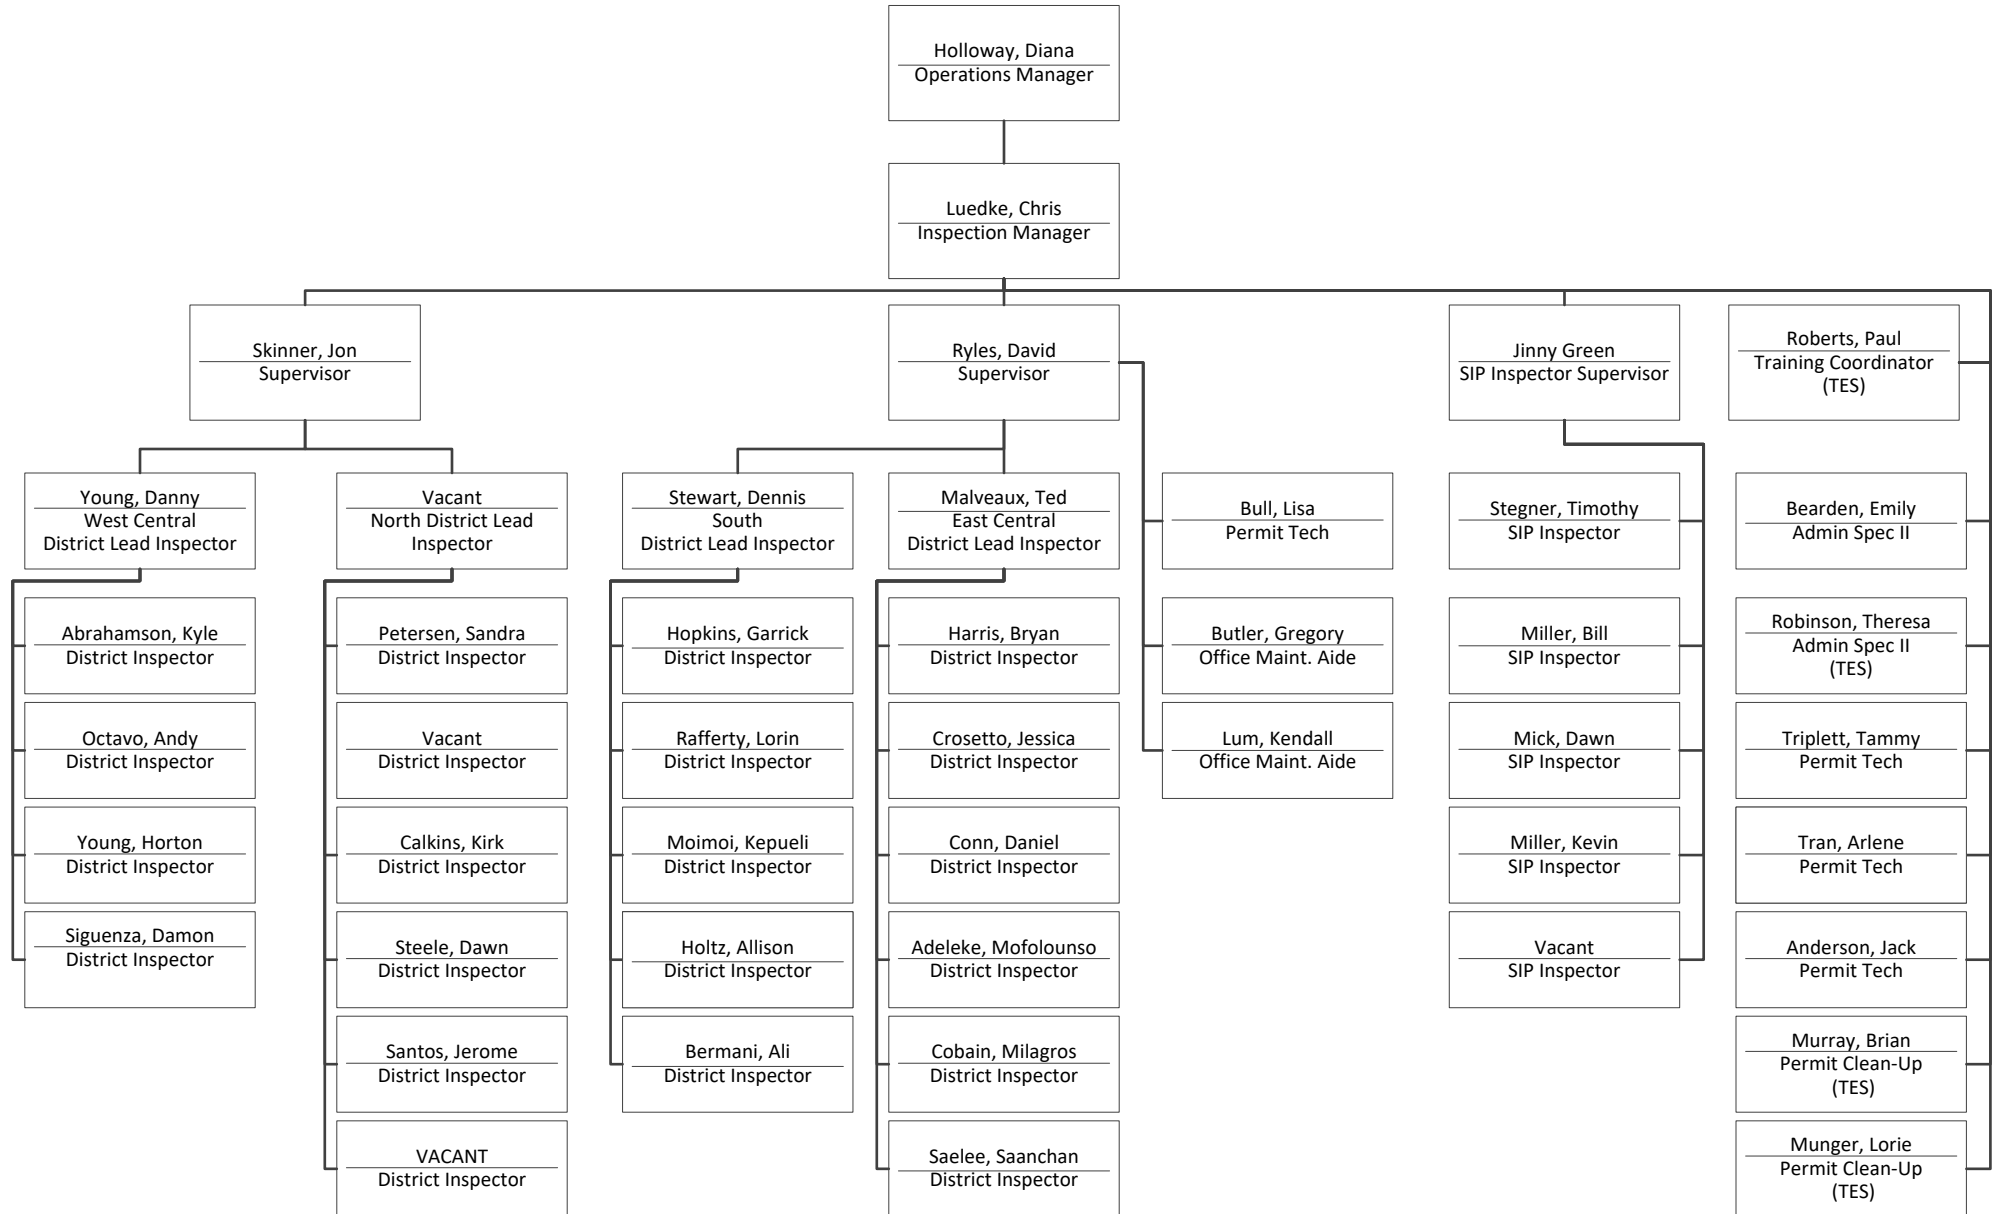 Holloway, Diana
Operations Manager
Luedke, Chris
Inspection Manager
Skinner, Jon
Supervisor
Ryles, David
Supervisor
Jinny Green
SIP Inspector Supervisor
Roberts, Paul
Training Coordinator
(TES)
Young, Danny
West Central
District Lead Inspector
Vacant
North District Lead
Inspector
Stewart, Dennis
South
District Lead Inspector
Malveaux, Ted
East Central
District Lead Inspector
Bull, Lisa
Permit Tech
Stegner, Timothy
SIP Inspector
Bearden, Emily
Admin Spec II
Abrahamson, Kyle
District Inspector
Petersen, Sandra
District Inspector
Hopkins, Garrick
District Inspector
Harris, Bryan
District Inspector
Butler, Gregory
Office Maint. Aide
Miller, Bill
SIP Inspector
Robinson, Theresa
Admin Spec II
(TES)
Octavo, Andy
District Inspector
Vacant
District Inspector
Rafferty, Lorin
District Inspector
Crosetto, Jessica
District Inspector
Lum, Kendall
Office Maint. Aide
Mick, Dawn
SIP Inspector
Triplett, Tammy
Permit Tech
Young, Horton
District Inspector
Calkins, Kirk
District Inspector
Moimoi, Kepueli
District Inspector
Conn, Daniel
District Inspector
Miller, Kevin
SIP Inspector
Tran, Arlene
Permit Tech
Siguenza, Damon
District Inspector
Steele, Dawn
District Inspector
Holtz, Allison
District Inspector
Adeleke, Mofolounso
District Inspector
Vacant
SIP Inspector
Anderson, Jack
Permit Tech
Santos, Jerome
District Inspector
Bermani, Ali
District Inspector
Cobain, Milagros
District Inspector
Murray, Brian
Permit Clean-Up
(TES)
VACANT
District Inspector
Saelee, Saanchan
District Inspector
Munger, Lorie
Permit Clean-Up
(TES)